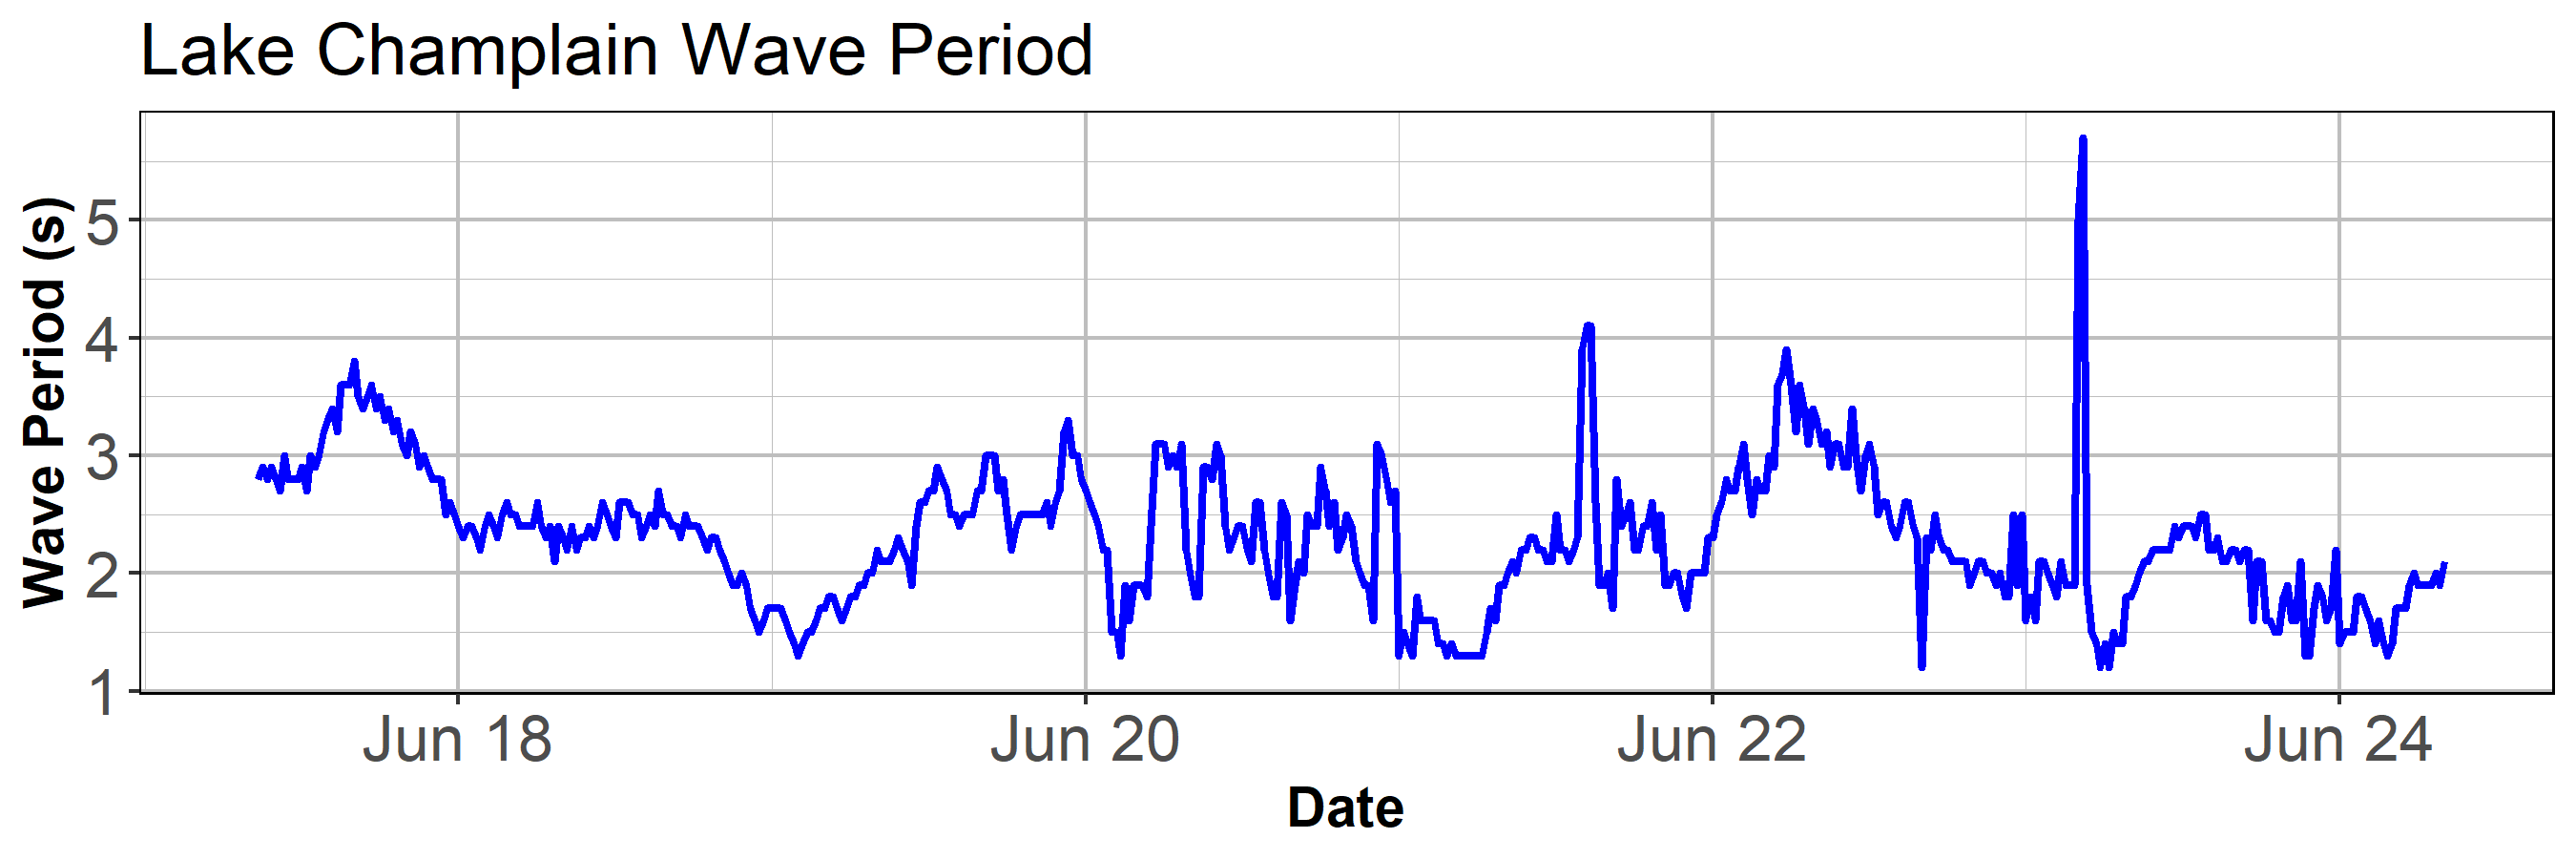 Lake Champlain Wave Period
Wave Period (s)
5
4
3
2
1
Jun 18
Jun 20
Jun 22
Jun 24
Date